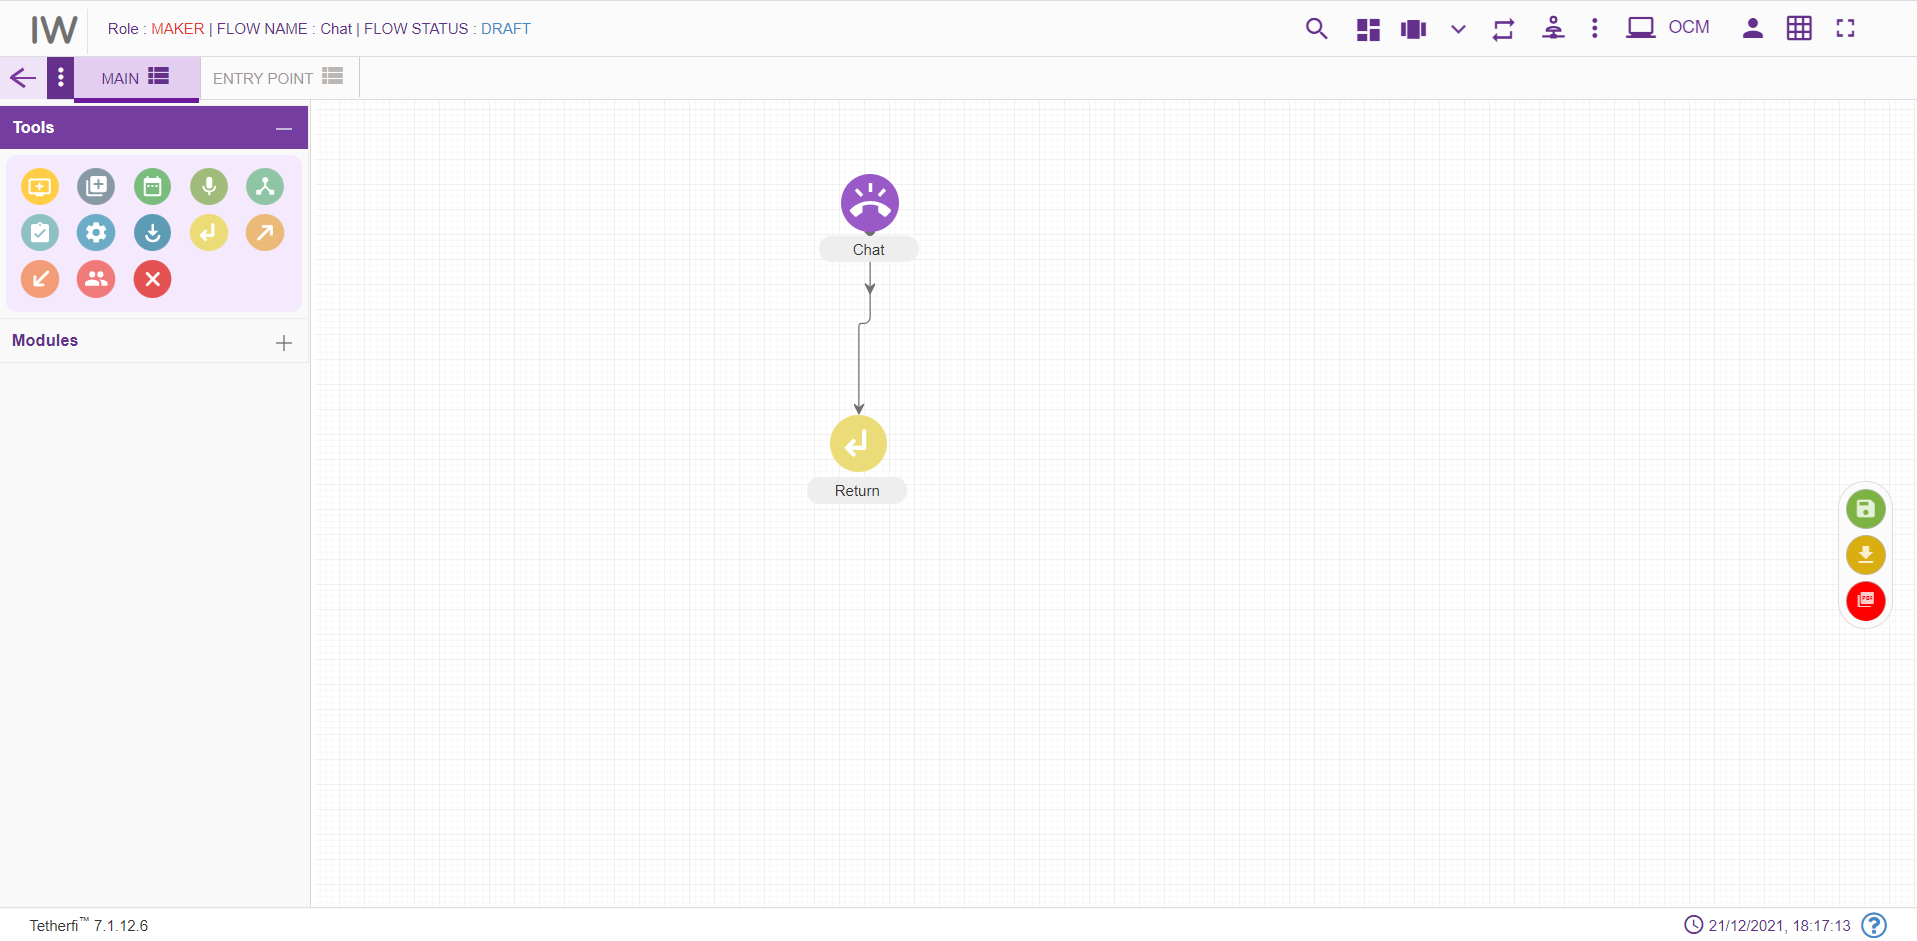 IW
Role : MAKER | FLOW NAME : Chat | FLOW STATUS : DRAFT
OCM
MAIN
ENTRY POINT
Tools
Modules
Chat
Return
PDF
Tetherfi™ 7.1.12.6
21/12/2021, 18:17:13
?